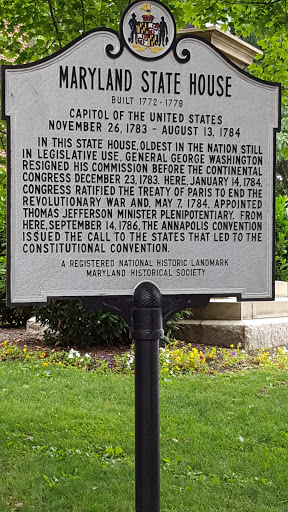 MARYLAND STATE HOUSE
BUILT 1772-1779
CAPITOL OF THE UNITED STATES
NOVEMBER 26, 1783 – AUGUST 13, 1784
IN THIS STATE HOUSE, OLDEST IN THE NATION STILL
IN LEGISLATIVE USE, GENERAL GEORGE WASHINGTON
RESIGNED HIS COMMISSION BEFORE THE CONTINENTAL
CONGRESS DECEMBER 23, 1783. HERE, JANUARY 14, 1784,
CONGRESS RATIFIED THE TREATY OF PARIS TO END THE
REVOLUTIONARY WAR AND, MAY 7, 1784, APPOINTED
THOMAS JEFFERSON MINISTER PLENIPOTENTIARY. FROM
HERE, SEPTEMBER 14, 1786, THE ANNAPOLIS CONVENTION
ISSUED THE CALL TO THE STATES THAT LED TO THE
CONSTITUTIONAL CONVENTION.
A REGISTERED NATIONAL HISTORIC LANDMARK
MARYLAND HISTORICAL SOCIETY